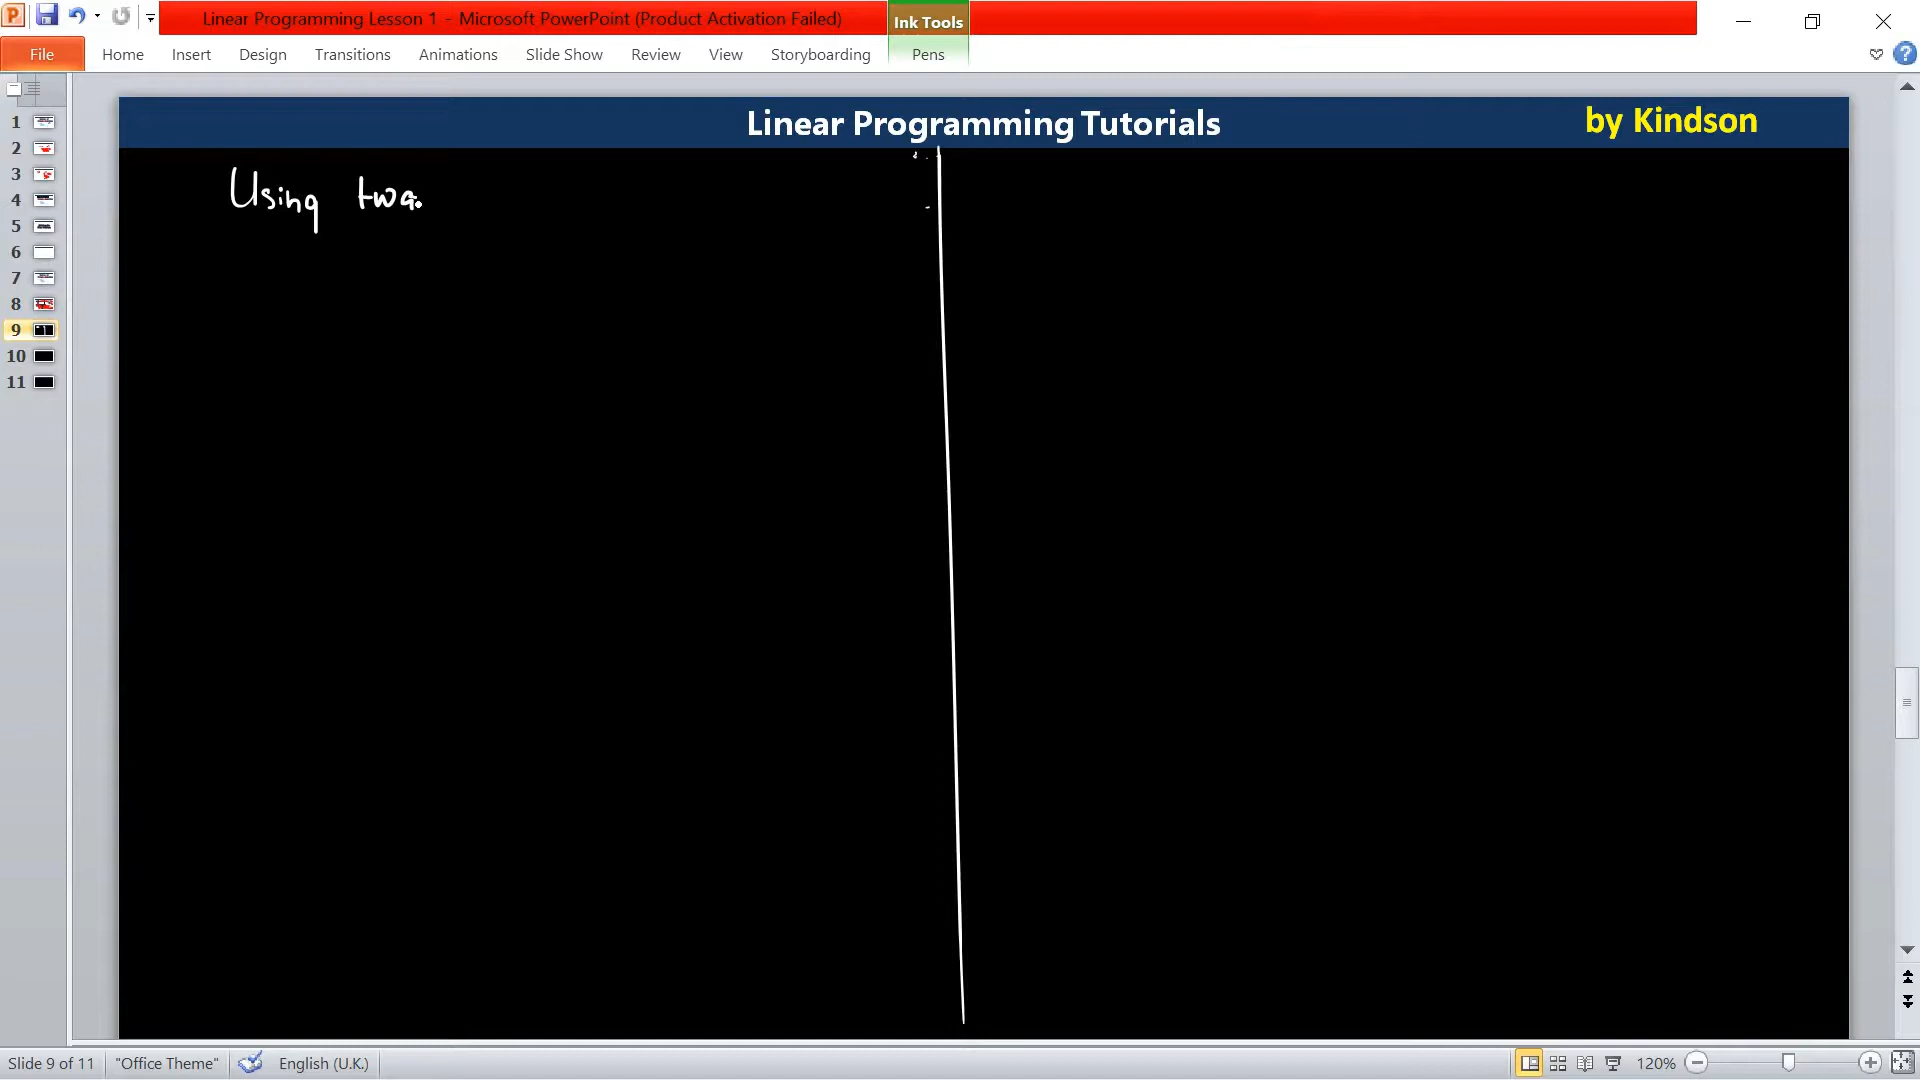 Linear Programming Lesson 1 - Microsoft PowerPoint (Product Activation Failed)
Ink Tools
File Home Insert Design Transitions Animations Slide Show Review View Storyboarding Pens
Linear Programming Tutorials
by Kindson
Using two
1
2
3
4
5
6
7
8
9
10
11
Slide 9 of 11 "Office Theme" English (U.K.) 120%